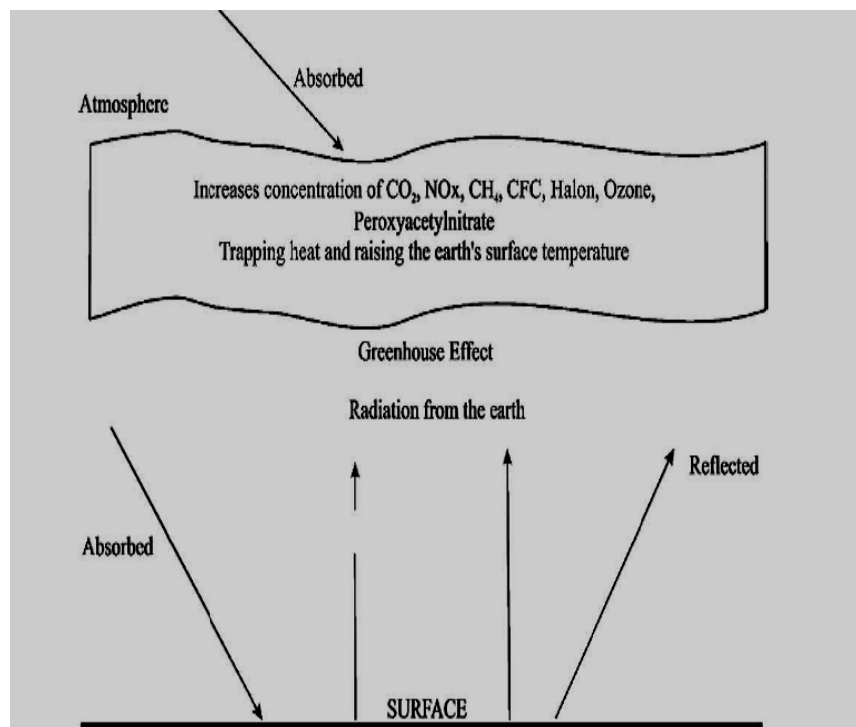 Absorbed
Atmosphere
Increases concentration of CO₂, NOx, CH₄, CFC, Halon, Ozone,
Peroxyacetylnitrate
Trapping heat and raising the earth's surface temperature
Greenhouse Effect
Radiation from the earth
Reflected
Absorbed
SURFACE